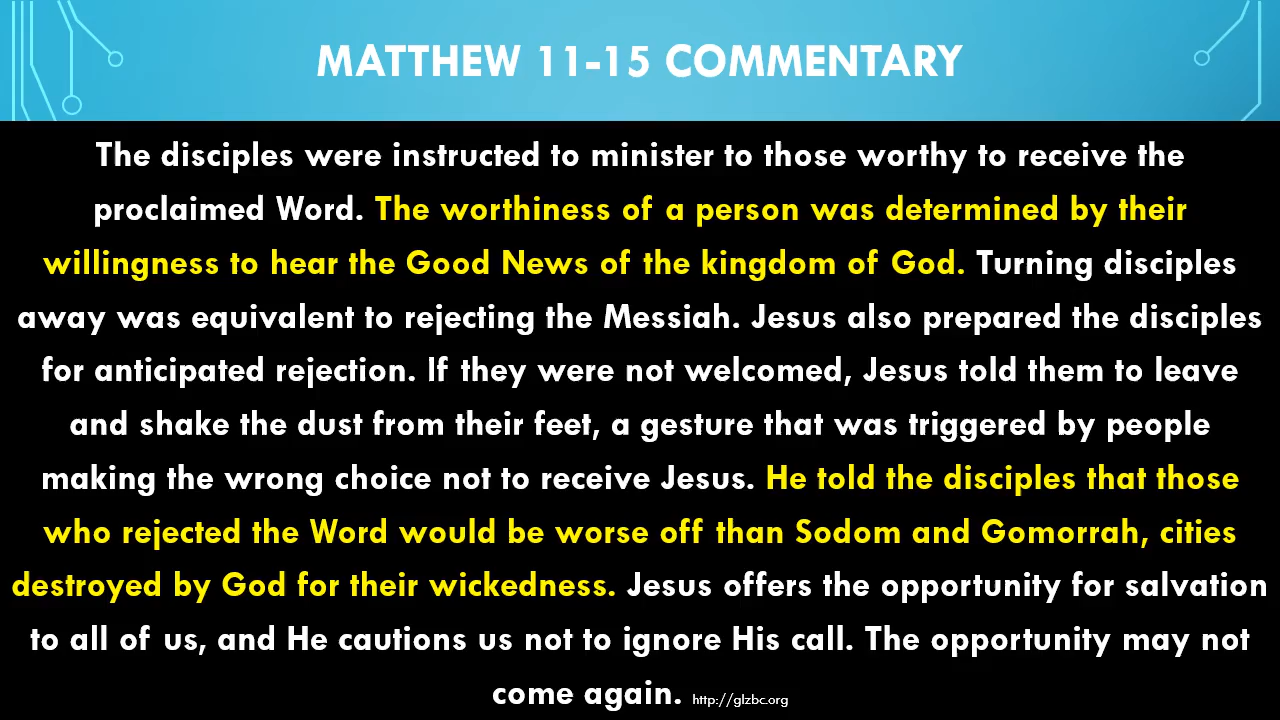 MATTHEW 11-15 COMMENTARY
The disciples were instructed to minister to those worthy to receive the
proclaimed Word. The worthiness of a person was determined by their
willingness to hear the Good News of the kingdom of God. Turning disciples
away was equivalent to rejecting the Messiah. Jesus also prepared the disciples
for anticipated rejection. If they were not welcomed, Jesus told them to leave
and shake the dust from their feet, a gesture that was triggered by people
making the wrong choice not to receive Jesus. He told the disciples that those
who rejected the Word would be worse off than Sodom and Gomorrah, cities
destroyed by God for their wickedness. Jesus offers the opportunity for salvation
to all of us, and He cautions us not to ignore His call. The opportunity may not
come again. http://glzbc.org